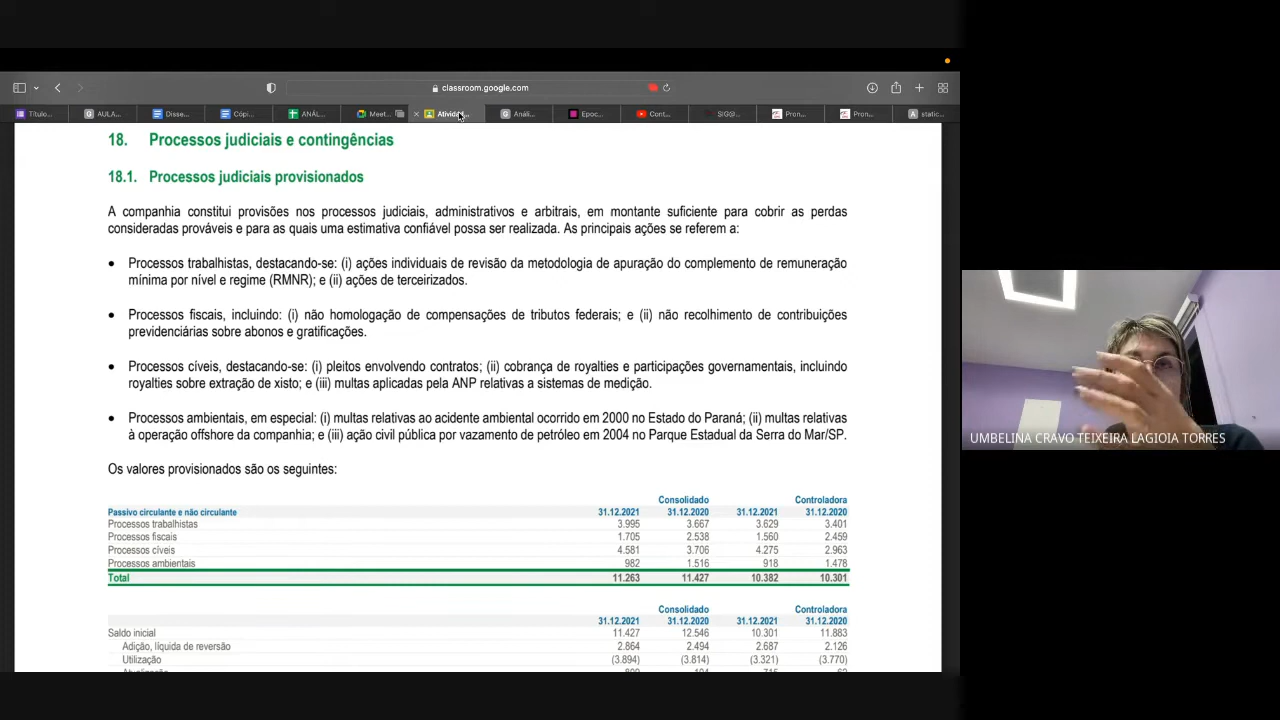 classroom.google.com
Título... AULA... Disse... Cópi... ANÁL... Meet... Ativida... Análi... Epoc... Cont... SIG@... Pron... Pron... static...
18. Processos judiciais e contingências
18.1. Processos judiciais provisionados
A companhia constitui provisões nos processos judiciais, administrativos e arbitrais, em montante suficiente para cobrir as perdas
consideradas prováveis e para as quais uma estimativa confiável possa ser realizada. As principais ações se referem a:
• Processos trabalhistas, destacando-se: (i) ações individuais de revisão da metodologia de apuração do complemento de remuneração
mínima por nível e regime (RMNR); e (ii) ações de terceirizados.
• Processos fiscais, incluindo: (i) não homologação de compensações de tributos federais; e (ii) não recolhimento de contribuições
previdenciárias sobre abonos e gratificações.
• Processos cíveis, destacando-se: (i) pleitos envolvendo contratos; (ii) cobrança de royalties e participações governamentais, incluindo
royalties sobre extração de xisto; e (iii) multas aplicadas pela ANP relativas a sistemas de medição.
• Processos ambientais, em especial: (i) multas relativas ao acidente ambiental ocorrido em 2000 no Estado do Paraná; (ii) multas relativas
à operação offshore da companhia; e (iii) ação civil pública por vazamento de petróleo em 2004 no Parque Estadual da Serra do Mar/SP.
Os valores provisionados são os seguintes:
Consolidado Controladora
Passivo circulante e não circulante 31.12.2021 31.12.2020 31.12.2021 31.12.2020
Processos trabalhistas 3.995 3.667 3.629 3.401
Processos fiscais 1.705 2.538 1.560 2.459
Processos cíveis 4.581 3.706 4.275 2.963
Processos ambientais 982 1.516 918 1.478
Total 11.263 11.427 10.382 10.301
Consolidado Controladora
31.12.2021 31.12.2020 31.12.2021 31.12.2020
Saldo inicial 11.427 12.546 10.301 11.883
Adição, líquida de reversão 2.864 2.494 2.687 2.126
Utilização (3.894) (3.814) (3.321) (3.770)
UMBELINA CRAVO TEIXEIRA LAGIOIA TORRES